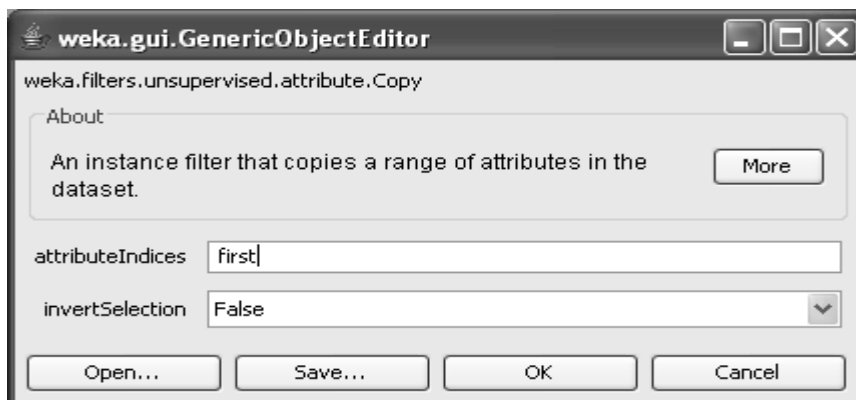 weka.gui.GenericObjectEditor
weka.filters.unsupervised.attribute.Copy
About
An instance filter that copies a range of attributes in the
dataset.
More
attributeIndices first
invertSelection False
Open... Save... OK Cancel